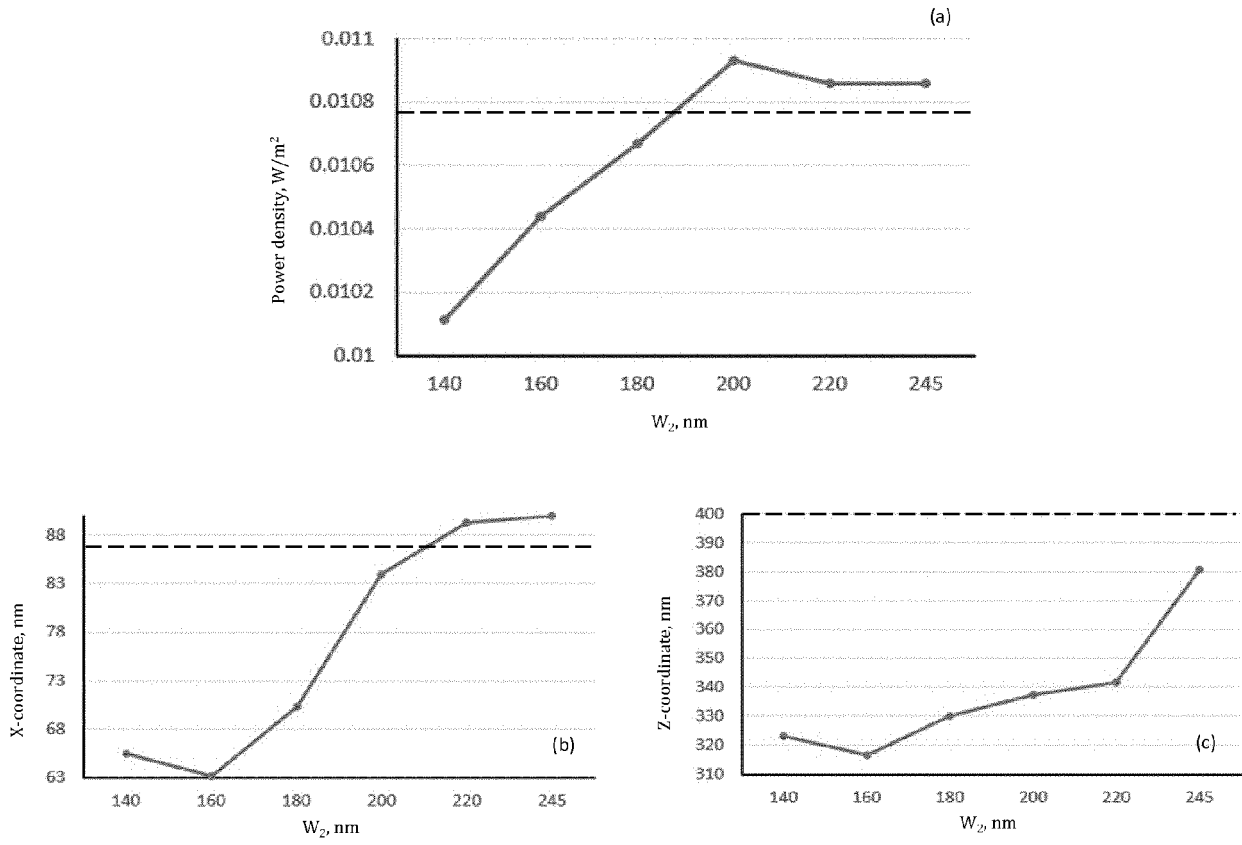 (a)
0.011
0.0108
0.0106
0.0104
0.0102
0.01
Power density, W/m²
140 160 180 200 220 245
W₂, nm
88
83
78
73
68
63
X-coordinate, nm
(b)
140 160 180 200 220 245
W₂, nm
400
390
380
370
360
350
340
330
320
310
Z-coordinate, nm
(c)
140 160 180 200 220 245
W₂, nm